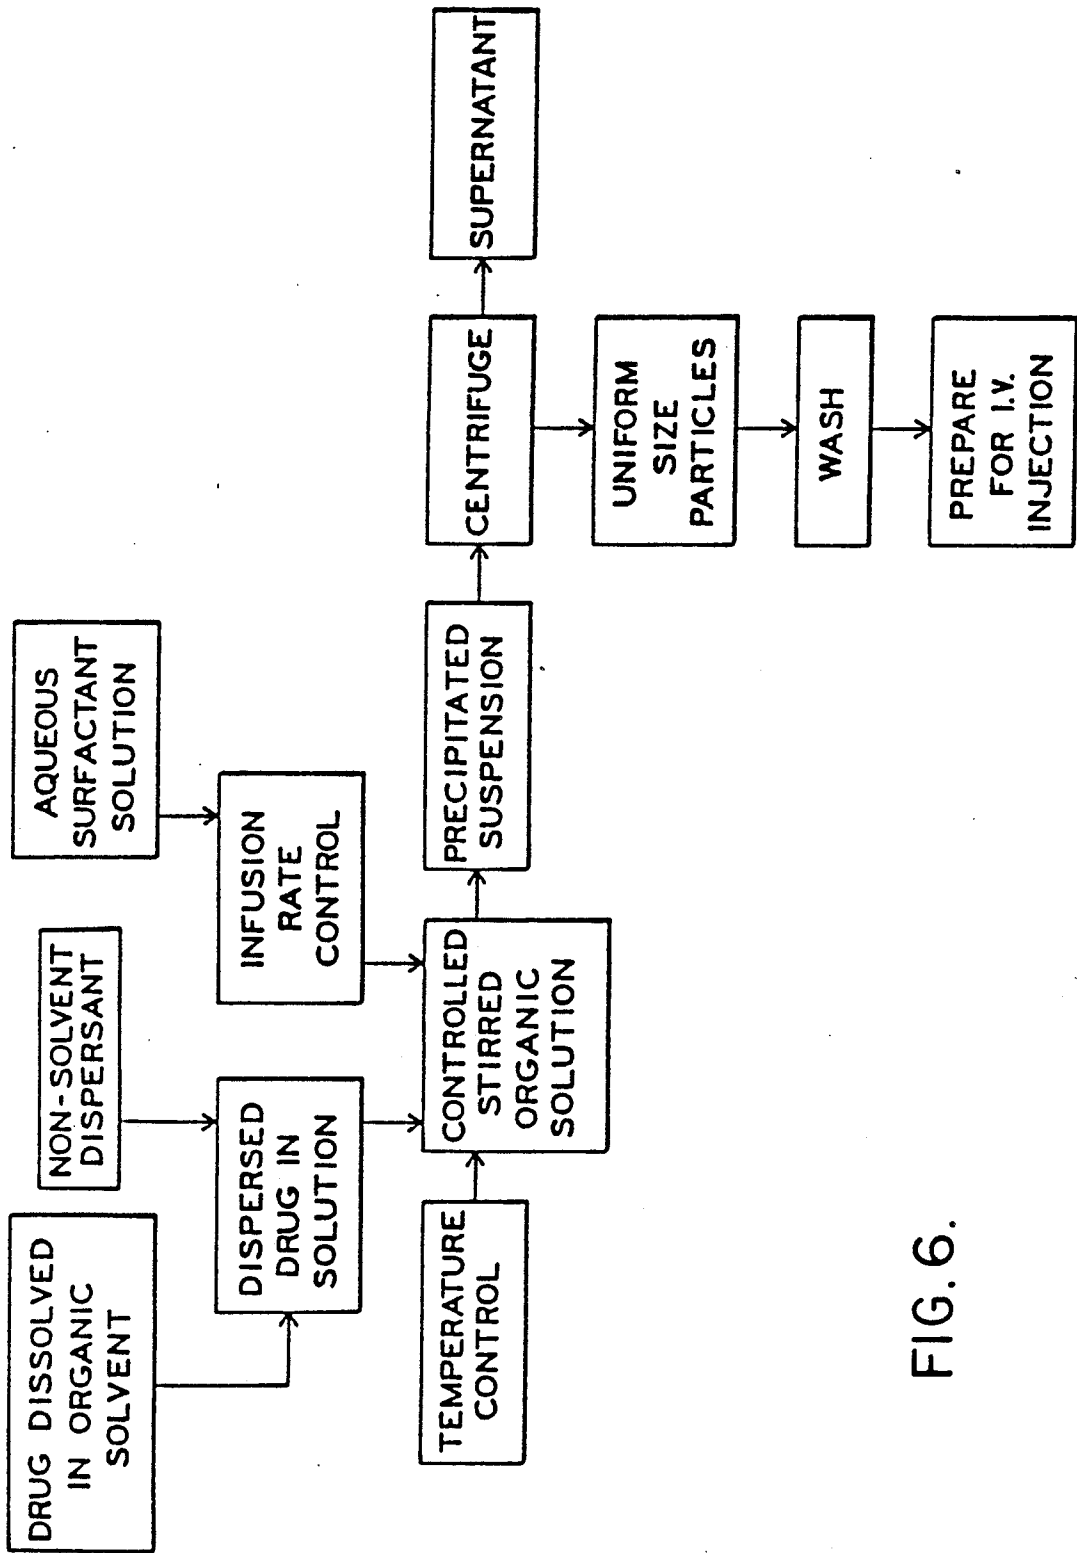 DRUG DISSOLVED
IN ORGANIC
SOLVENT
NON-SOLVENT
DISPERSANT
AQUEOUS
SURFACTANT
SOLUTION
DISPERSED
DRUG IN
SOLUTION
INFUSION
RATE
CONTROL
TEMPERATURE
CONTROL
CONTROLLED
STIRRED
ORGANIC
SOLUTION
PRECIPITATED
SUSPENSION
CENTRIFUGE
SUPERNATANT
UNIFORM
SIZE
PARTICLES
WASH
PREPARE
FOR I.V.
INJECTION
FIG. 6.